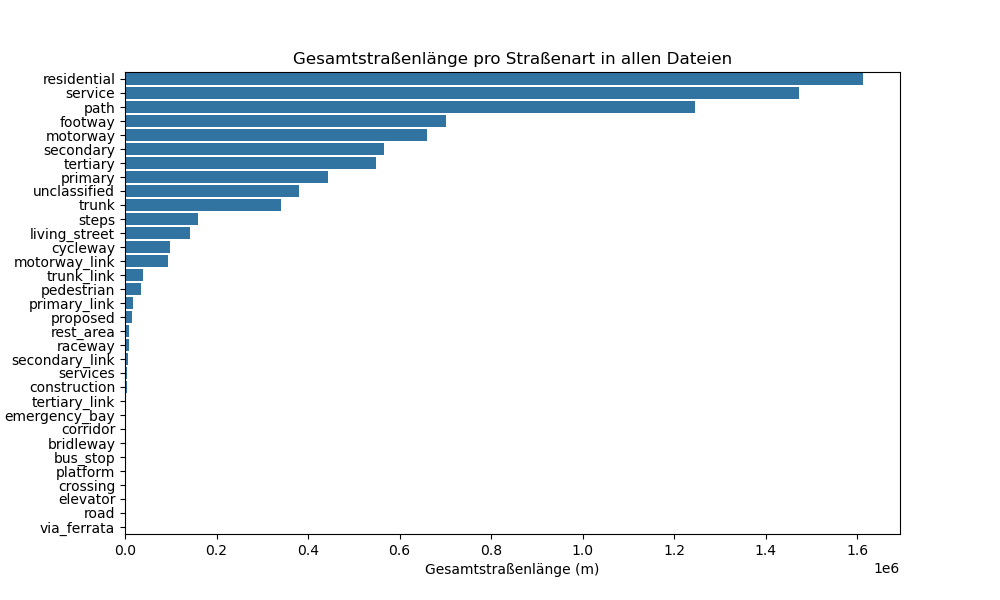 Gesamtstraßenlänge pro Straßenart in allen Dateien
residential
service
path
footway
motorway
secondary
tertiary
primary
unclassified
trunk
steps
living_street
cycleway
motorway_link
trunk_link
pedestrian
primary_link
proposed
rest_area
raceway
secondary_link
services
construction
tertiary_link
emergency_bay
corridor
bridleway
bus_stop
platform
crossing
elevator
road
via_ferrata
0.0 0.2 0.4 0.6 0.8 1.0 1.2 1.4 1.6
1e6
Gesamtstraßenlänge (m)